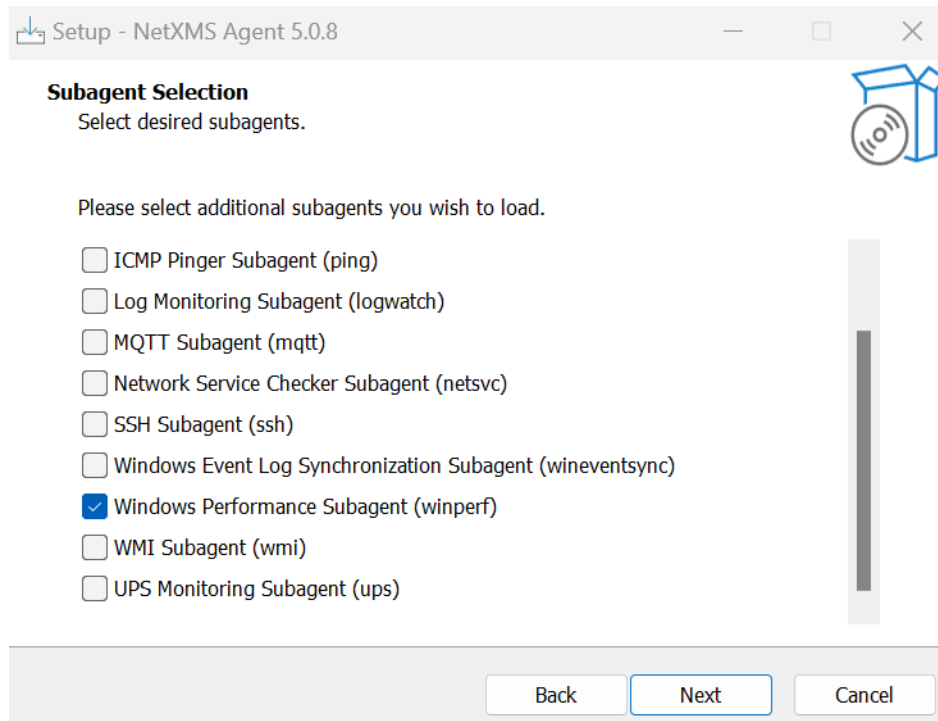 Setup - NetXMS Agent 5.0.8
Subagent Selection
Select desired subagents.
Please select additional subagents you wish to load.
ICMP Pinger Subagent (ping)
Log Monitoring Subagent (logwatch)
MQTT Subagent (mqtt)
Network Service Checker Subagent (netsvc)
SSH Subagent (ssh)
Windows Event Log Synchronization Subagent (wineventsync)
Windows Performance Subagent (winperf)
WMI Subagent (wmi)
UPS Monitoring Subagent (ups)
Back Next Cancel